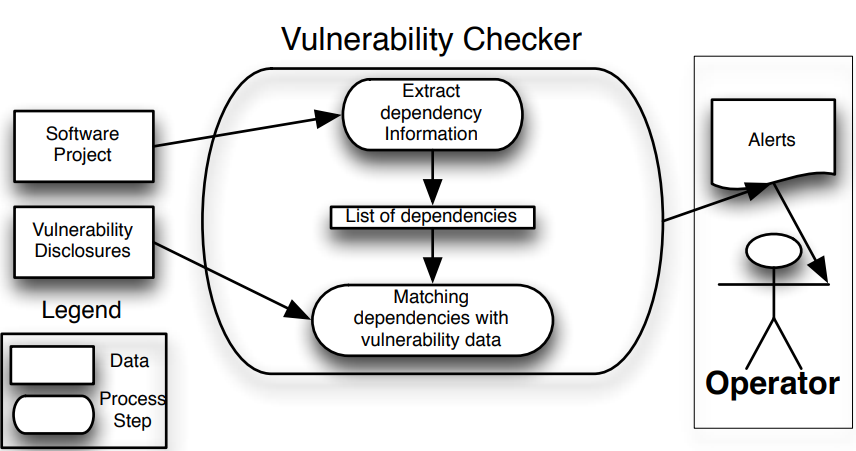 Vulnerability Checker
Software
Project
Vulnerability
Disclosures
Extract
dependency
Information
List of dependencies
Matching
dependencies with
vulnerability data
Alerts
Operator
Legend
Data
Process
Step